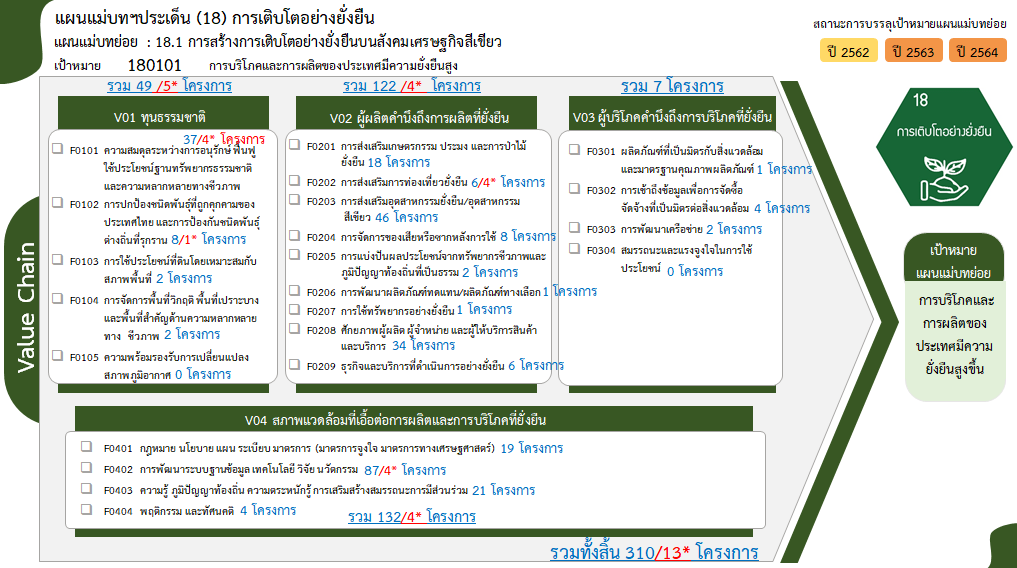 แผนแม่บทฯประเด็น (18) การเติบโตอย่างยั่งยืน
แผนแม่บทย่อย : 18.1 การสร้างการเติบโตอย่างยั่งยืนบนสังคมเศรษฐกิจสีเขียว
เป้าหมาย 180101 การบริโภคและการผลิตของประเทศมีความยั่งยืนสูง
สถานะการบรรลุเป้าหมายแผนแม่บทย่อย
ปี 2562 ปี 2563 ปี 2564
Value Chain
รวม 49 /5* โครงการ
V01 ทุนธรรมชาติ
37/4* โครงการ
F0101 ความสมดุลระหว่างการอนุรักษ์ ฟื้นฟู
ใช้ประโยชน์ฐานทรัพยากรธรรมชาติ
และความหลากหลายทางชีวภาพ
F0102 การปกป้องชนิดพันธุ์ที่ถูกคุกคามของ
ประเทศไทย และการป้องกันชนิดพันธุ์
ต่างถิ่นที่รุกราน 8/1* โครงการ
F0103 การใช้ประโยชน์ที่ดินโดยเหมาะสมกับ
สภาพพื้นที่ 2 โครงการ
F0104 การจัดการพื้นที่วิกฤติ พื้นที่เปราะบาง
และพื้นที่สำคัญด้านความหลากหลาย
ทาง ชีวภาพ 2 โครงการ
F0105 ความพร้อมรองรับการเปลี่ยนแปลง
สภาพภูมิอากาศ 0 โครงการ
รวม 122 /4* โครงการ
V02 ผู้ผลิตคำนึงถึงการผลิตที่ยั่งยืน
F0201 การส่งเสริมเกษตรกรรม ประมง และการป่าไม้
ยั่งยืน 18 โครงการ
F0202 การส่งเสริมการท่องเที่ยวยั่งยืน 6/4* โครงการ
F0203 การส่งเสริมอุตสาหกรรมยั่งยืน/อุตสาหกรรม
สีเขียว 46 โครงการ
F0204 การจัดการของเสียหรือซากหลังการใช้ 8 โครงการ
F0205 การแบ่งปันผลประโยชน์จากทรัพยากรชีวภาพและ
ภูมิปัญญาท้องถิ่นที่เป็นธรรม 2 โครงการ
F0206 การพัฒนาผลิตภัณฑ์ทดแทน/ผลิตภัณฑ์ทางเลือก 1 โครงการ
F0207 การใช้ทรัพยากรอย่างยั่งยืน 1 โครงการ
F0208 ศักยภาพผู้ผลิต ผู้จำหน่าย และผู้ให้บริการสินค้า
และบริการ 34 โครงการ
F0209 ธุรกิจและบริการที่ดำเนินการอย่างยั่งยืน 6 โครงการ
รวม 7 โครงการ
V03 ผู้บริโภคคำนึงถึงการบริโภคที่ยั่งยืน
F0301 ผลิตภัณฑ์ที่เป็นมิตรกับสิ่งแวดล้อม
และมาตรฐานคุณภาพผลิตภัณฑ์ 1 โครงการ
F0302 การเข้าถึงข้อมูลเพื่อการจัดซื้อ
จัดจ้างที่เป็นมิตรต่อสิ่งแวดล้อม 4 โครงการ
F0303 การพัฒนาเครือข่าย 2 โครงการ
F0304 สมรรถนะและแรงจูงใจในการใช้
ประโยชน์ 0 โครงการ
V04 สภาพแวดล้อมที่เอื้อต่อการผลิตและการบริโภคที่ยั่งยืน
F0401 กฎหมาย นโยบาย แผน ระเบียบ มาตรการ (มาตรการจูงใจ มาตรการทางเศรษฐศาสตร์) 19 โครงการ
F0402 การพัฒนาระบบฐานข้อมูล เทคโนโลยี วิจัย นวัตกรรม 87/4* โครงการ
F0403 ความรู้ ภูมิปัญญาท้องถิ่น ความตระหนักรู้ การเสริมสร้างสมรรถนะการมีส่วนร่วม 21 โครงการ
F0404 พฤติกรรม และทัศนคติ 4 โครงการ
รวม 132/4* โครงการ
รวมทั้งสิ้น 310/13* โครงการ
18
การเติบโตอย่างยั่งยืน
เป้าหมาย
แผนแม่บทย่อย
การบริโภคและ
การผลิตของ
ประเทศมีความ
ยั่งยืนสูงขึ้น